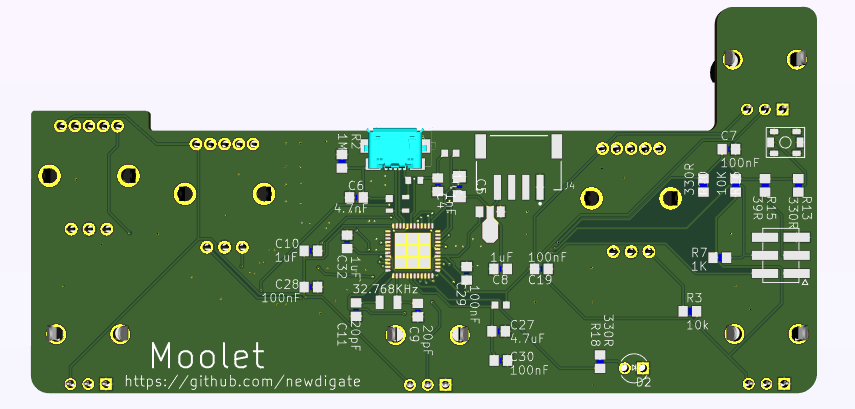 C7
100nF
R2
1M
330R
10K
C5
J4
C6
4.7nF
C4
39R
R15
330R
R13
C10
1uF
C32
1uF
100nF
C19
1uF
C8
R7
1K
C28
100nF
32.768KHz
C29
100nF
R3
10k
C11
20pF
C9
20pF
C27
4.7uF
330R
R18
C30
100nF
D2
Moolet
https://github.com/newdigate